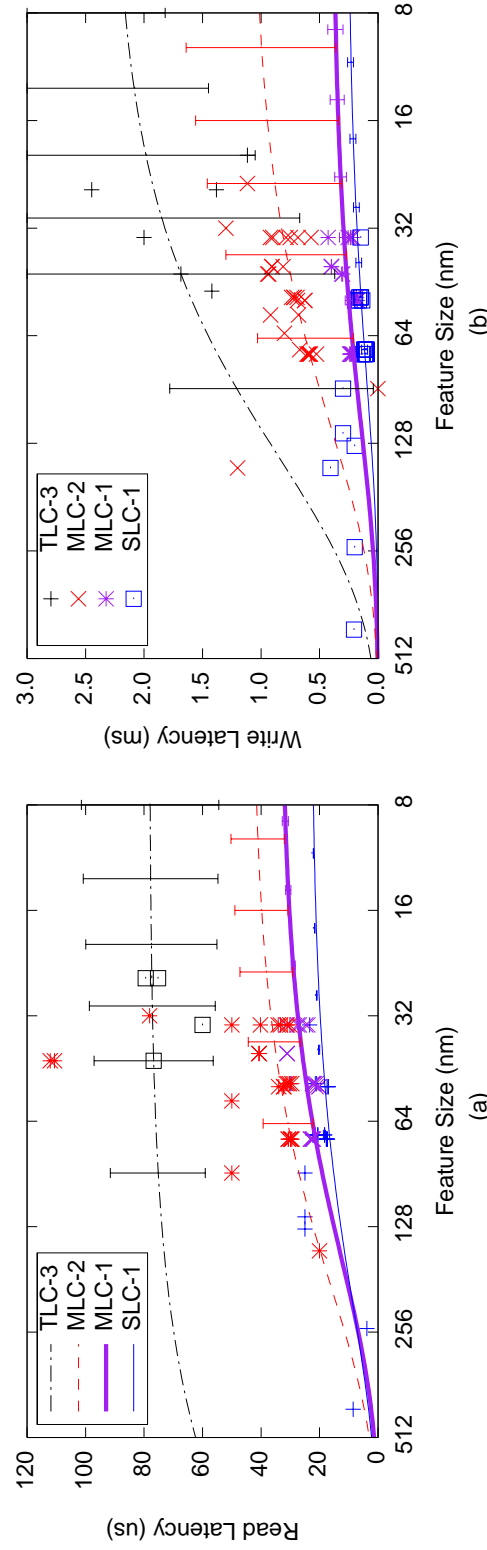 120
100
80
60
40
20
0
512
256
128
64
32
16
8
Read Latency (us)
Feature Size (nm)
(a)
TLC-3
MLC-2
MLC-1
SLC-1
3.0
2.5
2.0
1.5
1.0
0.5
0.0
512
256
128
64
32
16
8
Write Latency (ms)
Feature Size (nm)
(b)
TLC-3
MLC-2
MLC-1
SLC-1